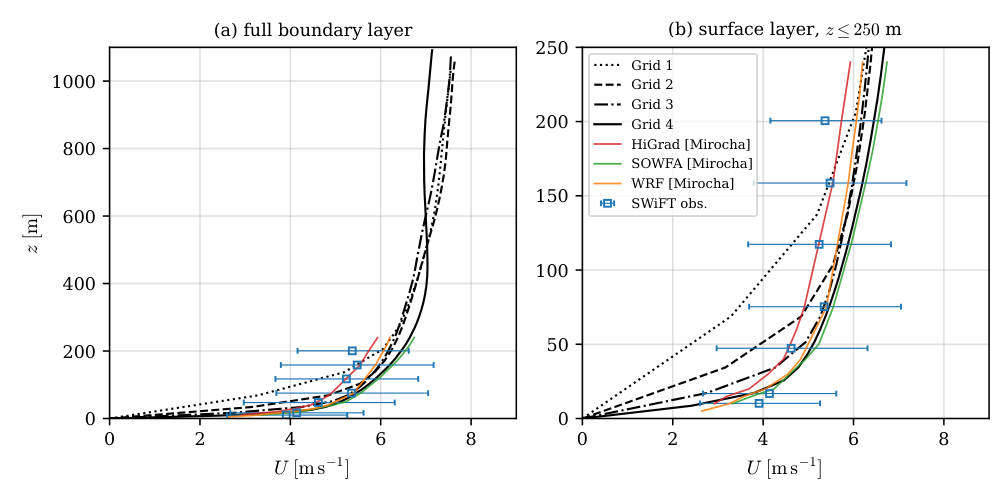 (a) full boundary layer
(b) surface layer, z ≤ 250 m
1000
800
600
400
200
0
z [m]
0 2 4 6 8
U [m s⁻¹]
250
200
150
100
50
0
Grid 1
Grid 2
Grid 3
Grid 4
HiGrad [Mirocha]
SOWFA [Mirocha]
WRF [Mirocha]
SWiFT obs.
0 2 4 6 8
U [m s⁻¹]